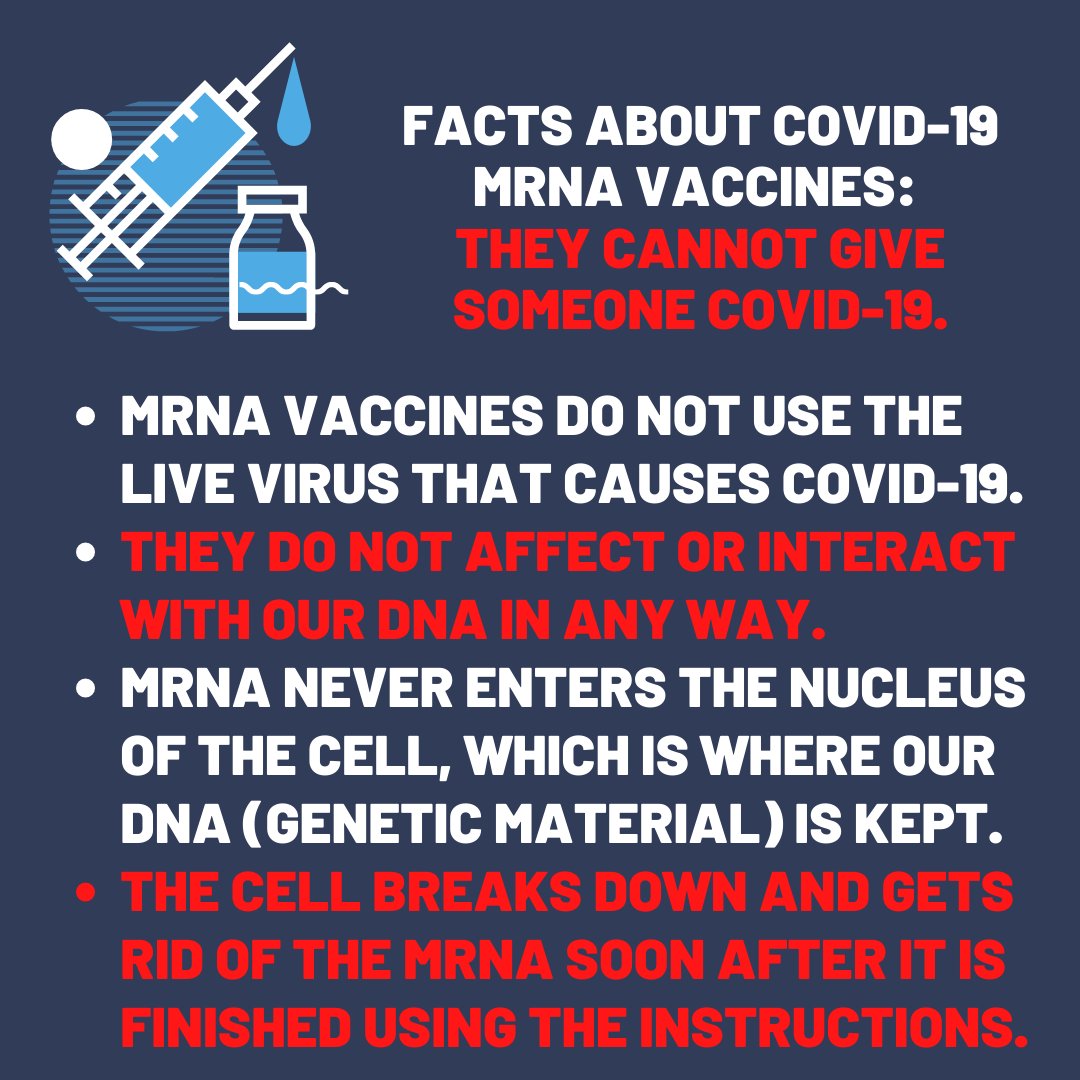 FACTS ABOUT COVID-19
MRNA VACCINES:
THEY CANNOT GIVE
SOMEONE COVID-19.
• MRNA VACCINES DO NOT USE THE
LIVE VIRUS THAT CAUSES COVID-19.
• THEY DO NOT AFFECT OR INTERACT
WITH OUR DNA IN ANY WAY.
• MRNA NEVER ENTERS THE NUCLEUS
OF THE CELL, WHICH IS WHERE OUR
DNA (GENETIC MATERIAL) IS KEPT.
• THE CELL BREAKS DOWN AND GETS
RID OF THE MRNA SOON AFTER IT IS
FINISHED USING THE INSTRUCTIONS.